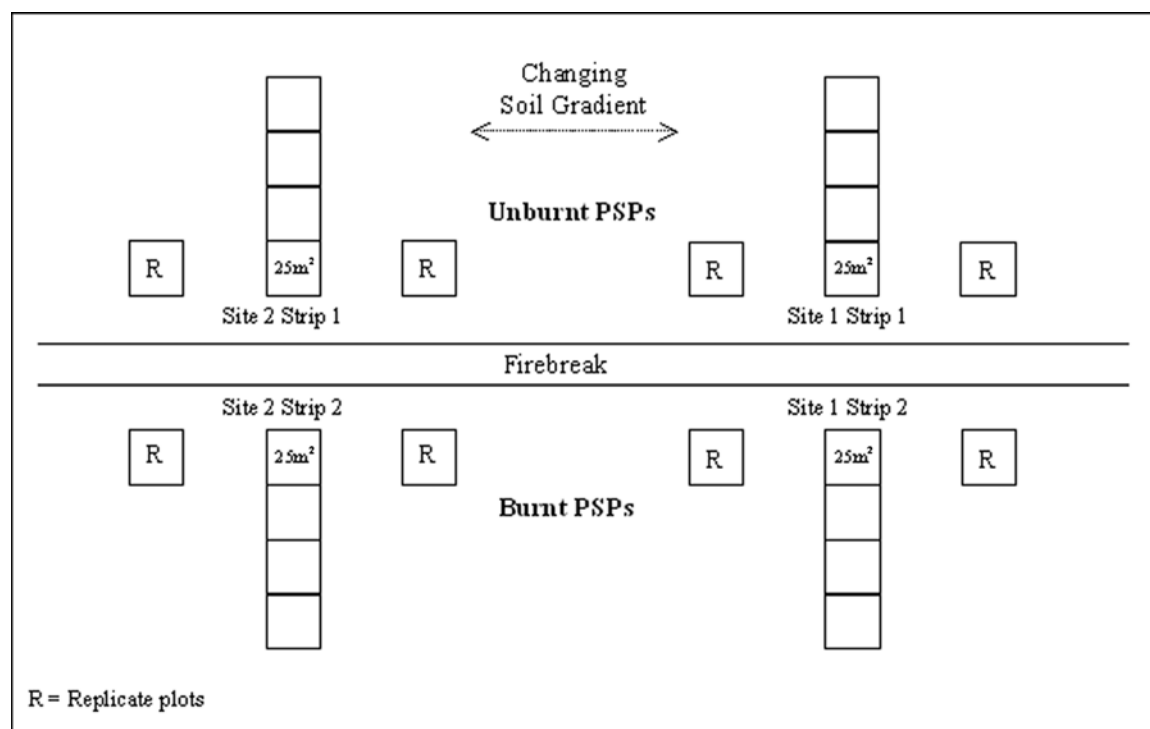 Changing
Soil Gradient
Unburnt PSPs
R
25m²
R
R
25m²
R
Site 2 Strip 1
Site 1 Strip 1
Firebreak
Site 2 Strip 2
Site 1 Strip 2
R
25m²
R
R
25m²
R
Burnt PSPs
R = Replicate plots